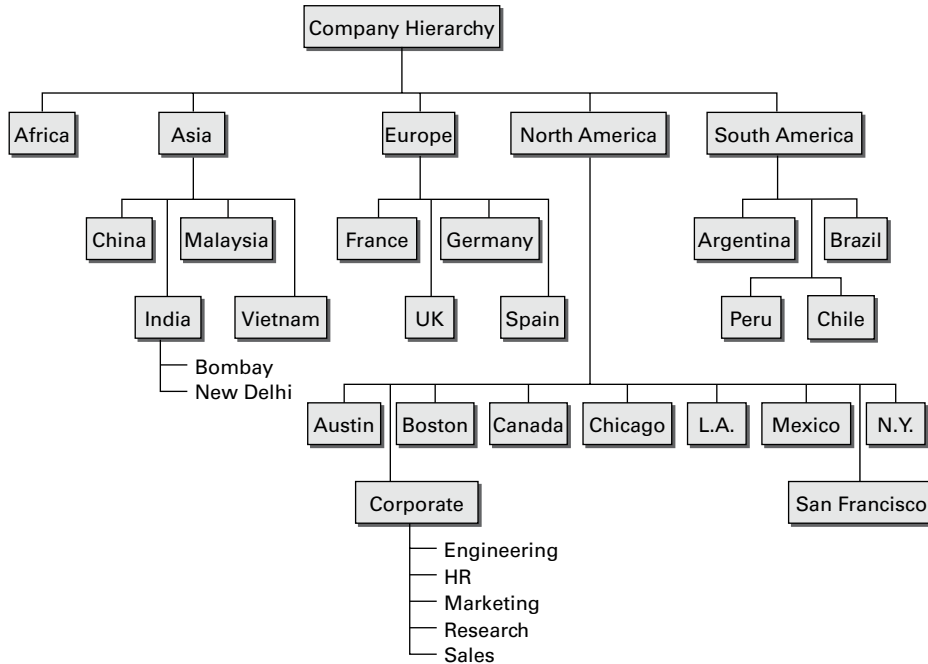 Company Hierarchy
Africa
Asia
Europe
North America
South America
China
Malaysia
France
Germany
Argentina
Brazil
India
Vietnam
UK
Spain
Peru
Chile
Bombay
New Delhi
Austin
Boston
Canada
Chicago
L.A.
Mexico
N.Y.
Corporate
San Francisco
Engineering
HR
Marketing
Research
Sales